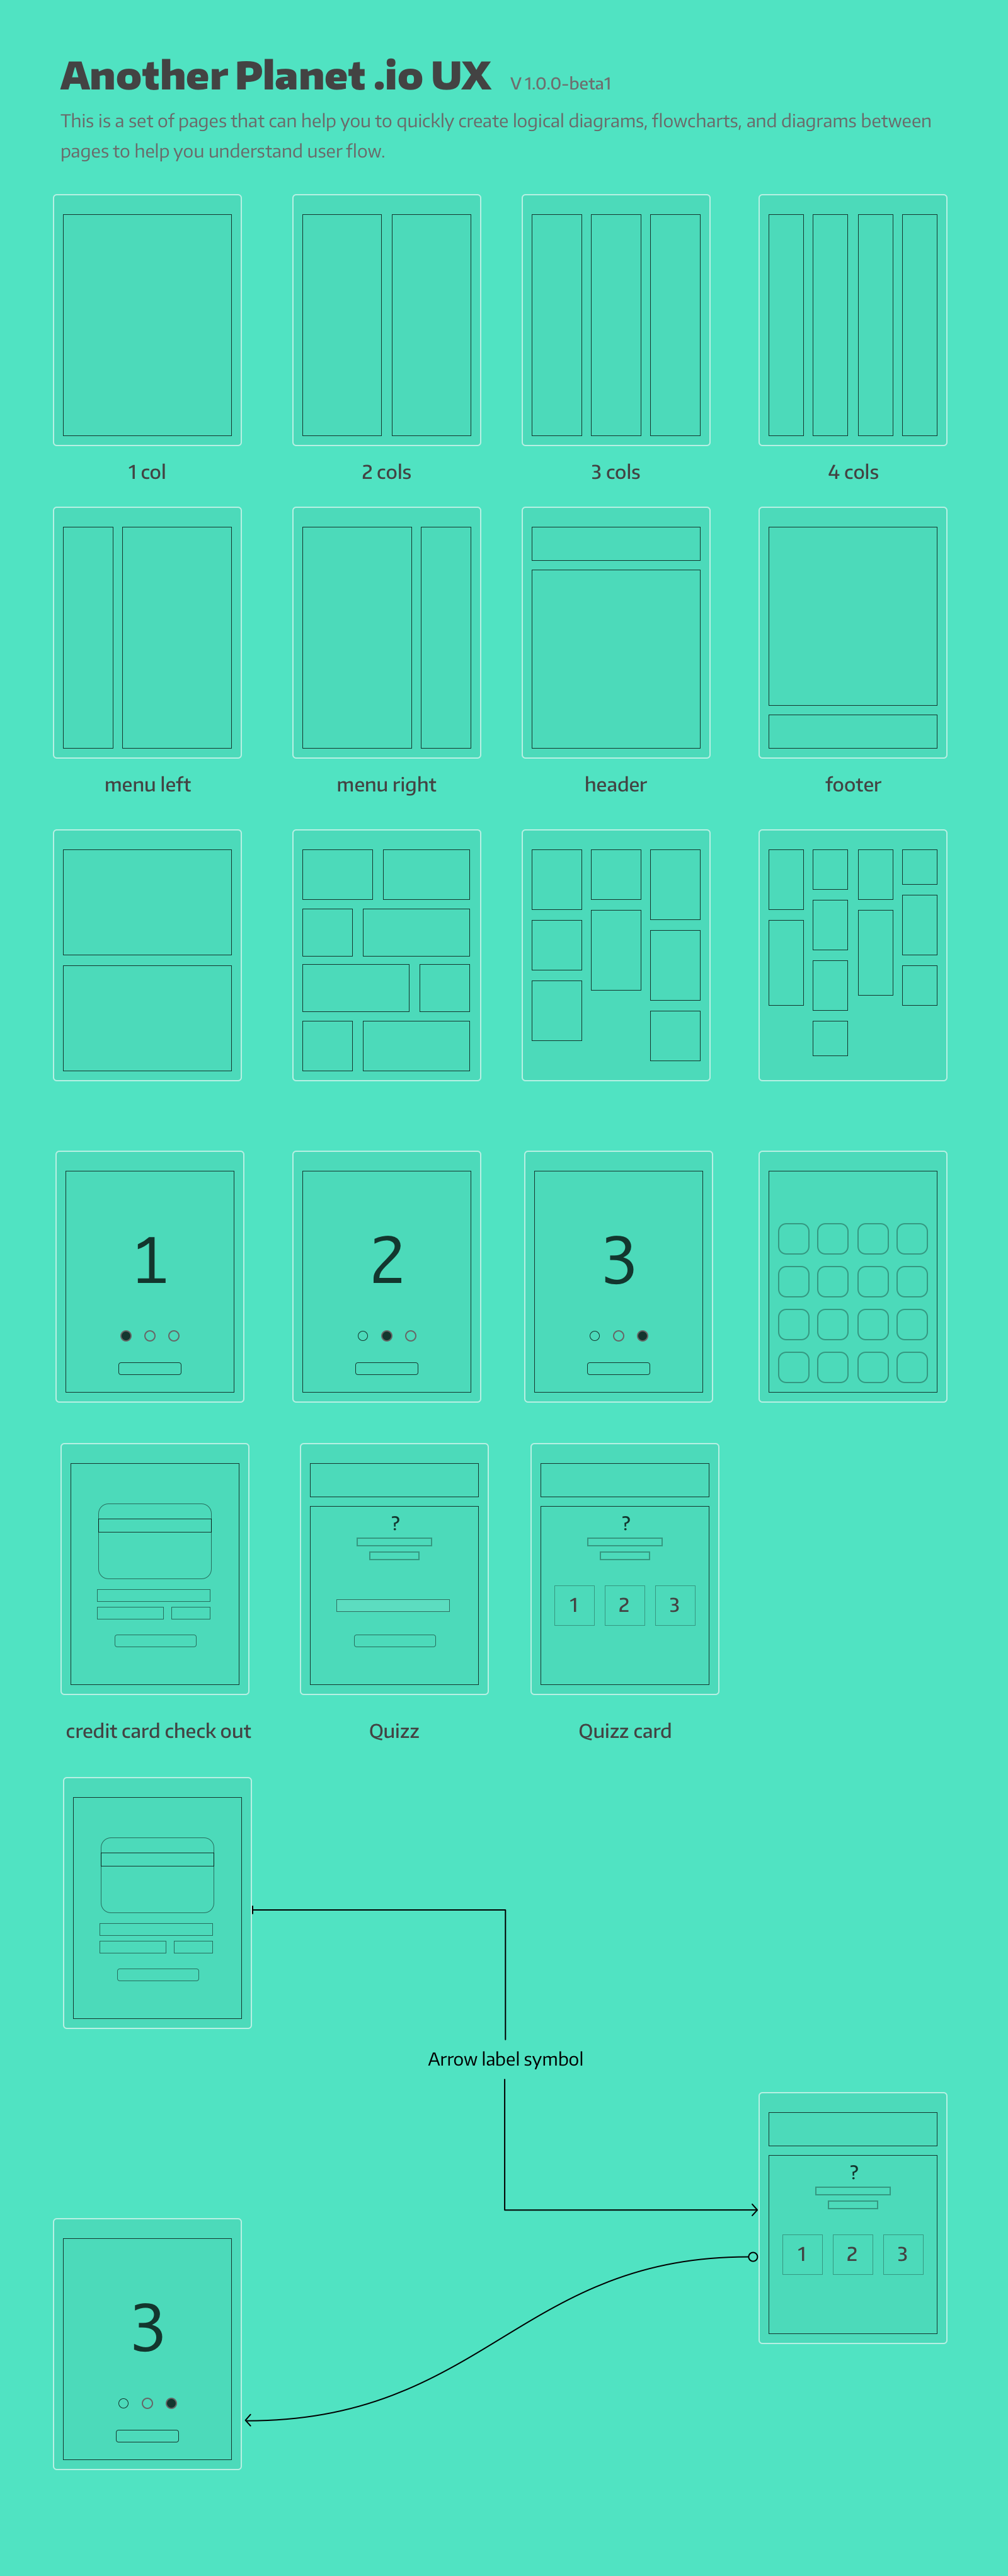 Another Planet .io UX V 1.0.0-beta1
This is a set of pages that can help you to quickly create logical diagrams, flowcharts, and diagrams between
pages to help you understand user flow.
1 col 2 cols 3 cols 4 cols
menu left menu right header footer
1 2 3
? ?
1 2 3
credit card check out Quizz Quizz card
Arrow label symbol
?
1 2 3
3